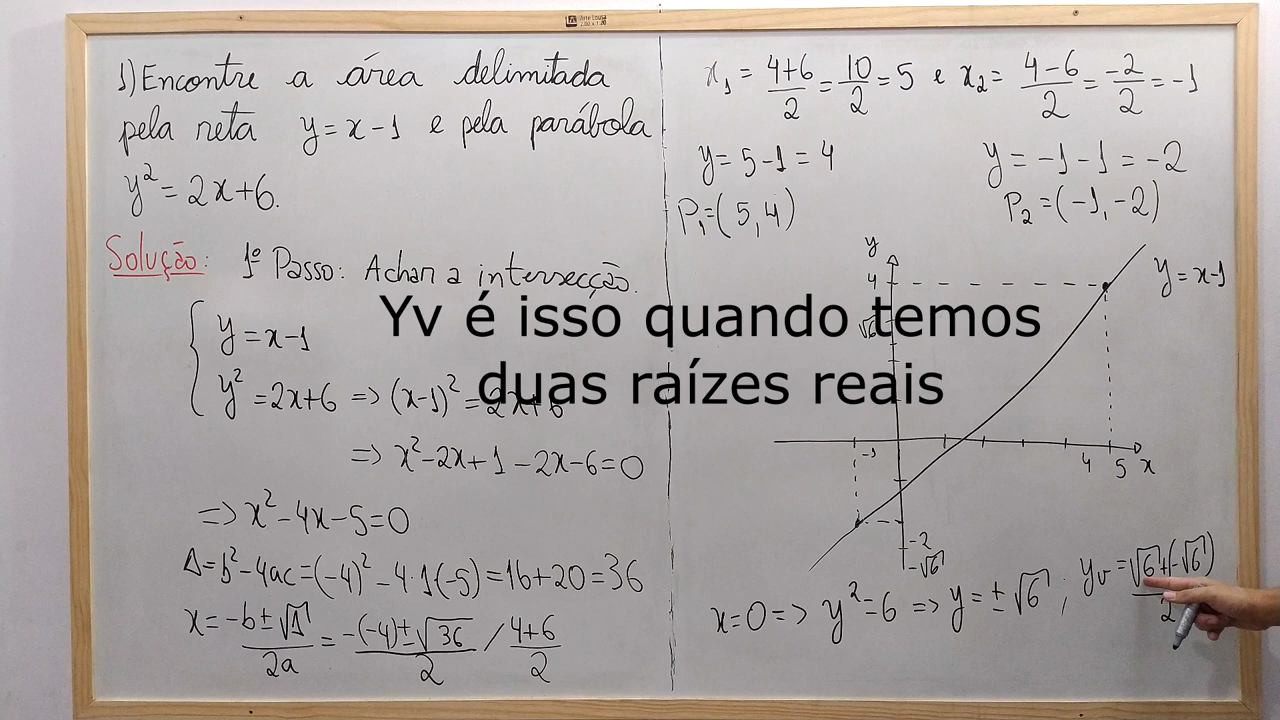 1) Encontre a área delimitada
pela reta y = x - 1 e pela parábola
y² = 2x + 6.
Solução: 1º Passo: Achar a intersecção.
y = x - 1
y² = 2x + 6 => (x-1)² = 2x + 6
=> x² - 2x + 1 - 2x - 6 = 0
=> x² - 4x - 5 = 0
Δ = b² - 4ac = (-4)² - 4·1(-5) = 16 + 20 = 36
x = -b ± √Δ / 2a = -(-4) ± √36 / 2 / 4+6 / 2
Yv é isso quando temos
duas raízes reais
x₁ = 4+6 / 2 = 10 / 2 = 5 e x₂ = 4-6 / 2 = -2 / 2 = -1
y = 5 - 1 = 4 y = -1 - 1 = -2
P₁ = (5, 4) P₂ = (-1, -2)
y
4
y = x - 1
√6
-1 4 5 x
-2
-√6
x = 0 => y² = 6 => y = ± √6 ; yv = √6 + (-√6) / 2